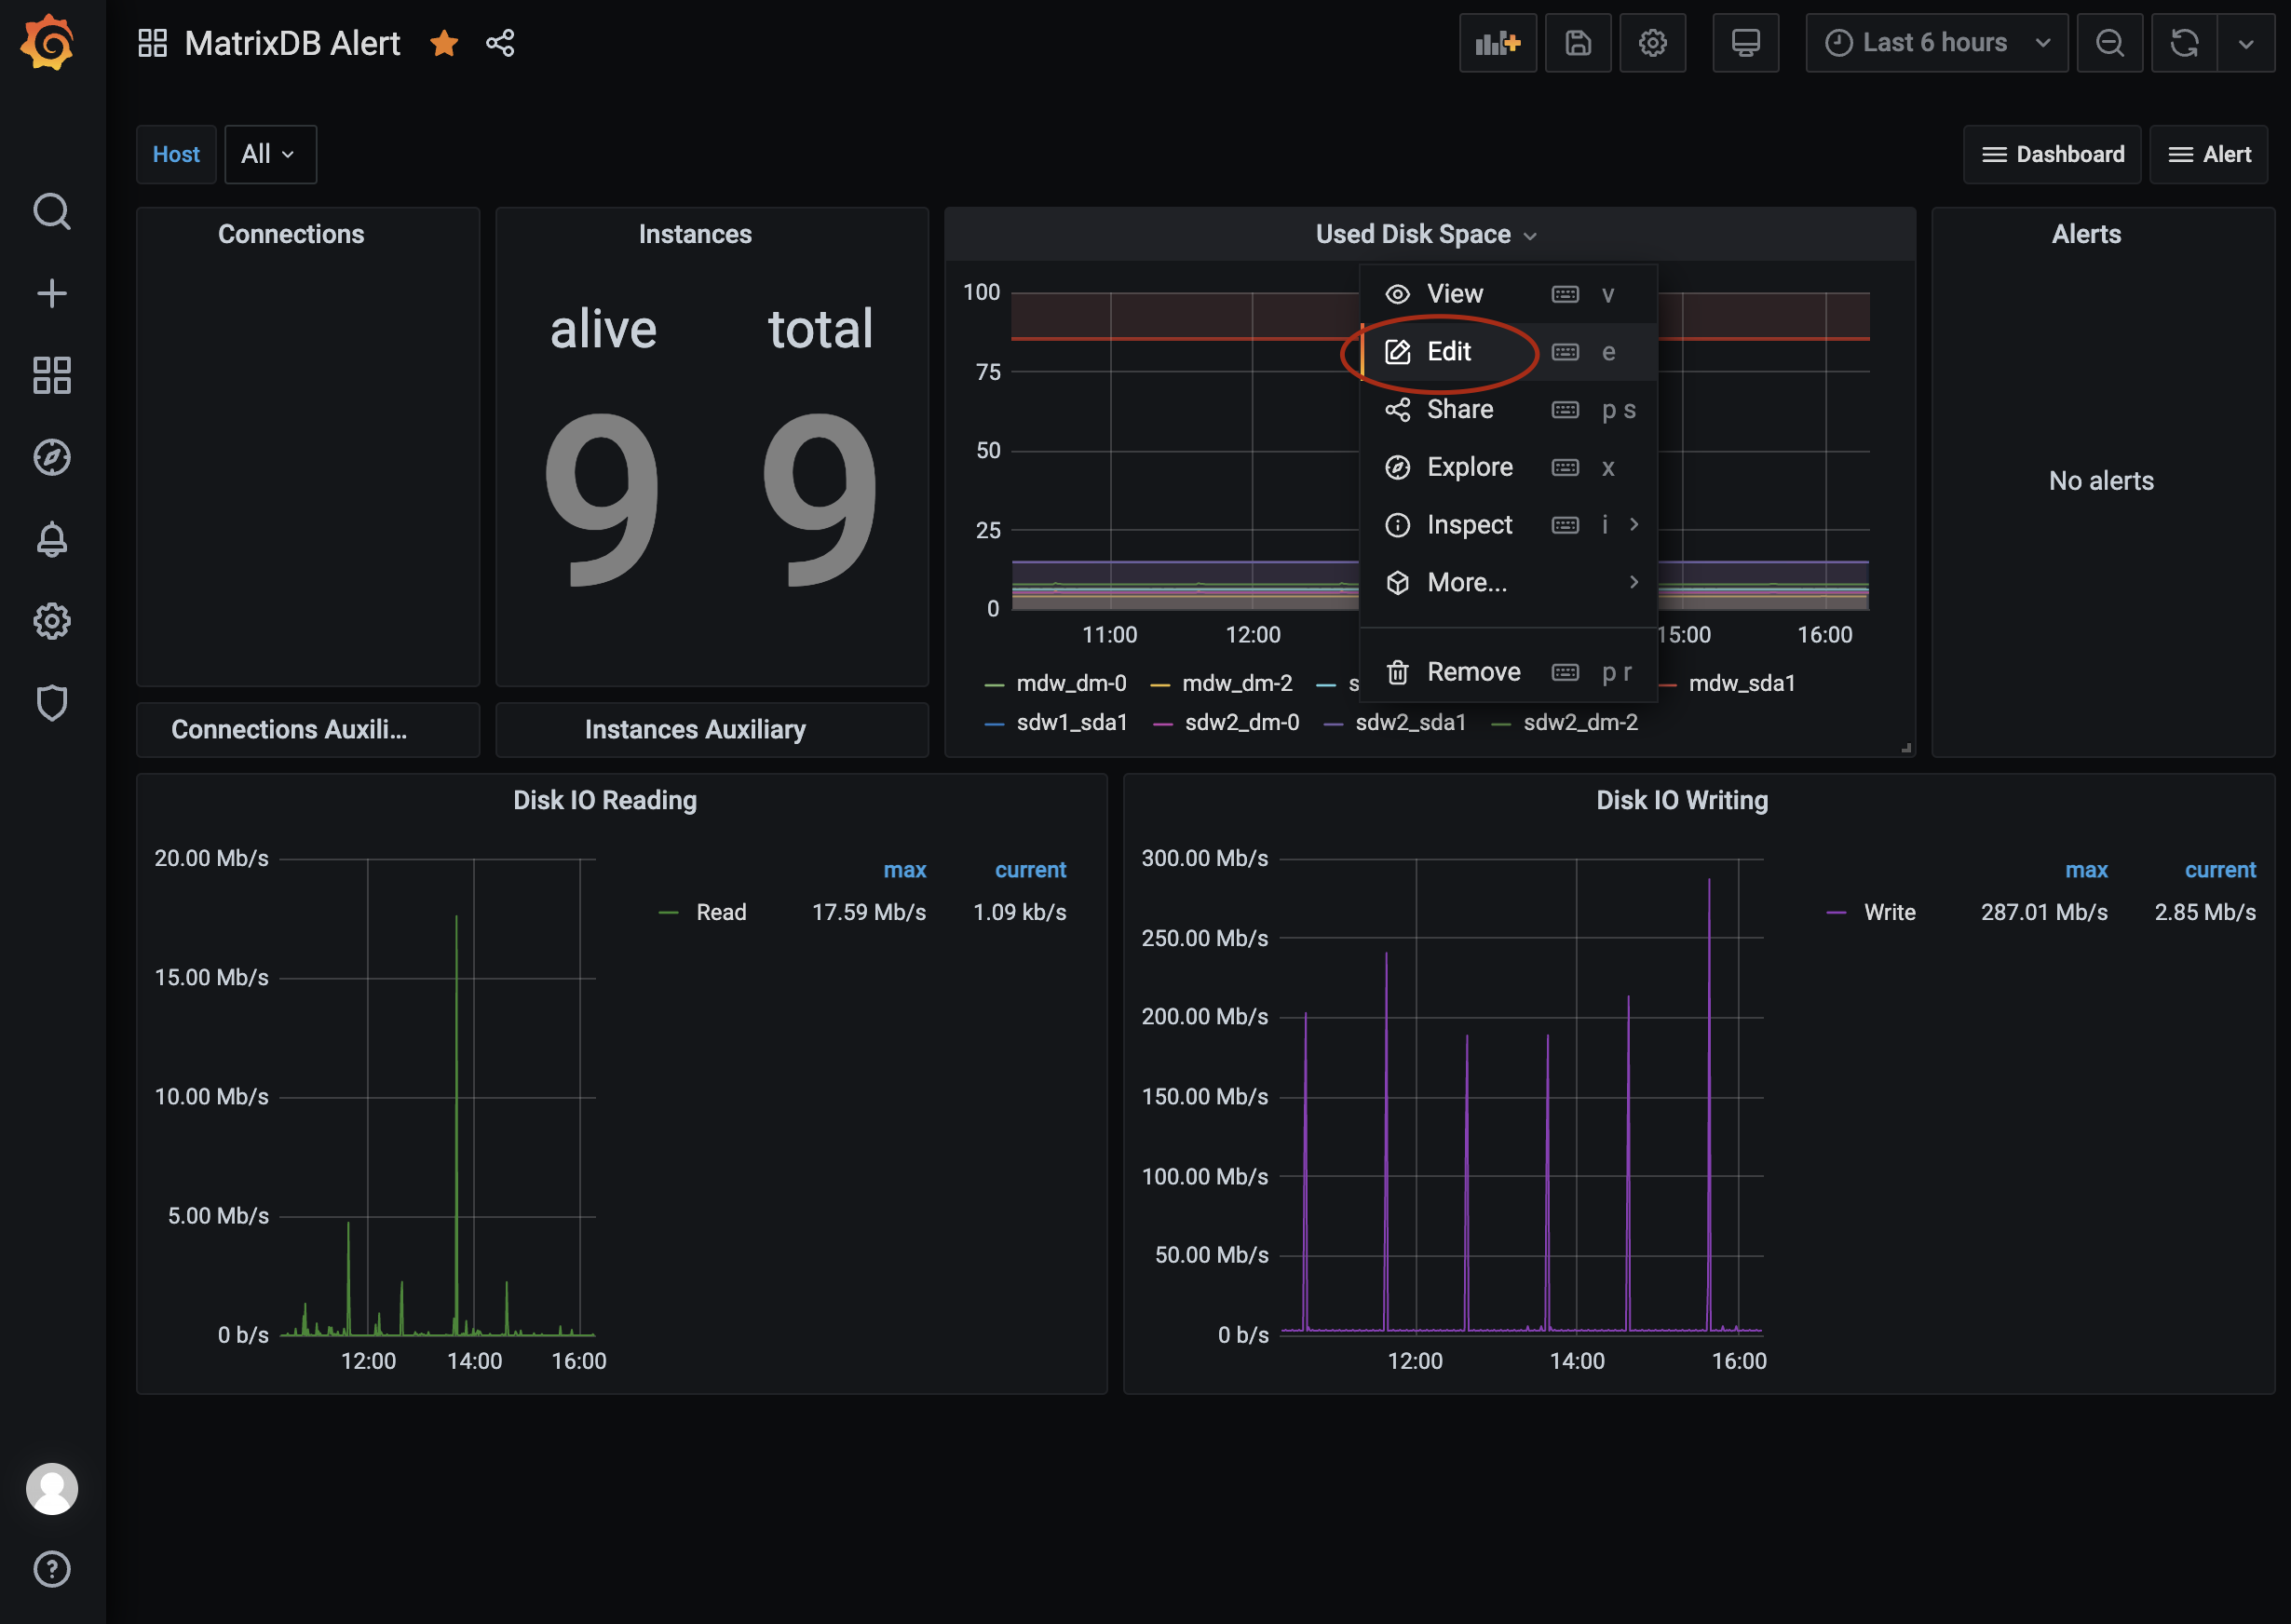 MatrixDB Alert
Last 6 hours
Host
All
Dashboard
Alert
Connections
Instances
alive
total
9
9
Used Disk Space
100
75
50
25
0
11:00
12:00
15:00
16:00
mdw_dm-0
mdw_dm-2
s
mdw_sda1
sdw1_sda1
sdw2_dm-0
sdw2_sda1
sdw2_dm-2
View v
Edit e
Share p s
Explore x
Inspect i
More...
Remove p r
Alerts
No alerts
Connections Auxili...
Instances Auxiliary
Disk IO Reading
20.00 Mb/s
15.00 Mb/s
10.00 Mb/s
5.00 Mb/s
0 b/s
12:00
14:00
16:00
max current
Read 17.59 Mb/s 1.09 kb/s
Disk IO Writing
300.00 Mb/s
250.00 Mb/s
200.00 Mb/s
150.00 Mb/s
100.00 Mb/s
50.00 Mb/s
0 b/s
12:00
14:00
16:00
max current
Write 287.01 Mb/s 2.85 Mb/s